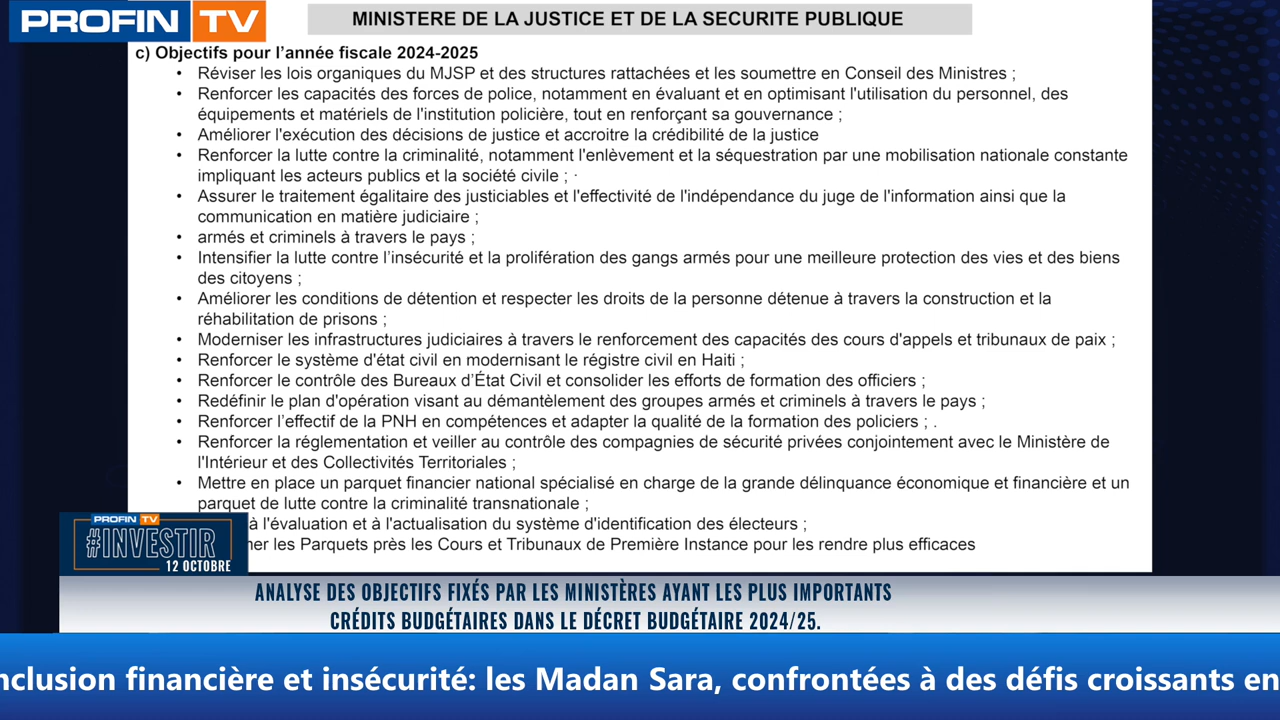 PROFIN TV
MINISTERE DE LA JUSTICE ET DE LA SECURITE PUBLIQUE
c) Objectifs pour l'année fiscale 2024-2025
• Réviser les lois organiques du MJSP et des structures rattachées et les soumettre en Conseil des Ministres ;
• Renforcer les capacités des forces de police, notamment en évaluant et en optimisant l'utilisation du personnel, des
équipements et matériels de l'institution policière, tout en renforçant sa gouvernance ;
• Améliorer l'exécution des décisions de justice et accroitre la crédibilité de la justice
• Renforcer la lutte contre la criminalité, notamment l'enlèvement et la séquestration par une mobilisation nationale constante
impliquant les acteurs publics et la société civile ; ·
• Assurer le traitement égalitaire des justiciables et l'effectivité de l'indépendance du juge de l'information ainsi que la
communication en matière judiciaire ;
• armés et criminels à travers le pays ;
• Intensifier la lutte contre l'insécurité et la prolifération des gangs armés pour une meilleure protection des vies et des biens
des citoyens ;
• Améliorer les conditions de détention et respecter les droits de la personne détenue à travers la construction et la
réhabilitation de prisons ;
• Moderniser les infrastructures judiciaires à travers le renforcement des capacités des cours d'appels et tribunaux de paix ;
• Renforcer le système d'état civil en modernisant le régistre civil en Haiti ;
• Renforcer le contrôle des Bureaux d'État Civil et consolider les efforts de formation des officiers ;
• Redéfinir le plan d'opération visant au démantèlement des groupes armés et criminels à travers le pays ;
• Renforcer l'effectif de la PNH en compétences et adapter la qualité de la formation des policiers ; .
• Renforcer la réglementation et veiller au contrôle des compagnies de sécurité privées conjointement avec le Ministère de
l'Intérieur et des Collectivités Territoriales ;
• Mettre en place un parquet financier national spécialisé en charge de la grande délinquance économique et financière et un
parquet de lutte contre la criminalité transnationale ;
à l'évaluation et à l'actualisation du système d'identification des électeurs ;
les Parquets près les Cours et Tribunaux de Première Instance pour les rendre plus efficaces
PROFIN TV
#INVESTIR
12 OCTOBRE
ANALYSE DES OBJECTIFS FIXÉS PAR LES MINISTÈRES AYANT LES PLUS IMPORTANTS
CRÉDITS BUDGÉTAIRES DANS LE DÉCRET BUDGÉTAIRE 2024/25.
nclusion financière et insécurité: les Madan Sara, confrontées à des défis croissants en